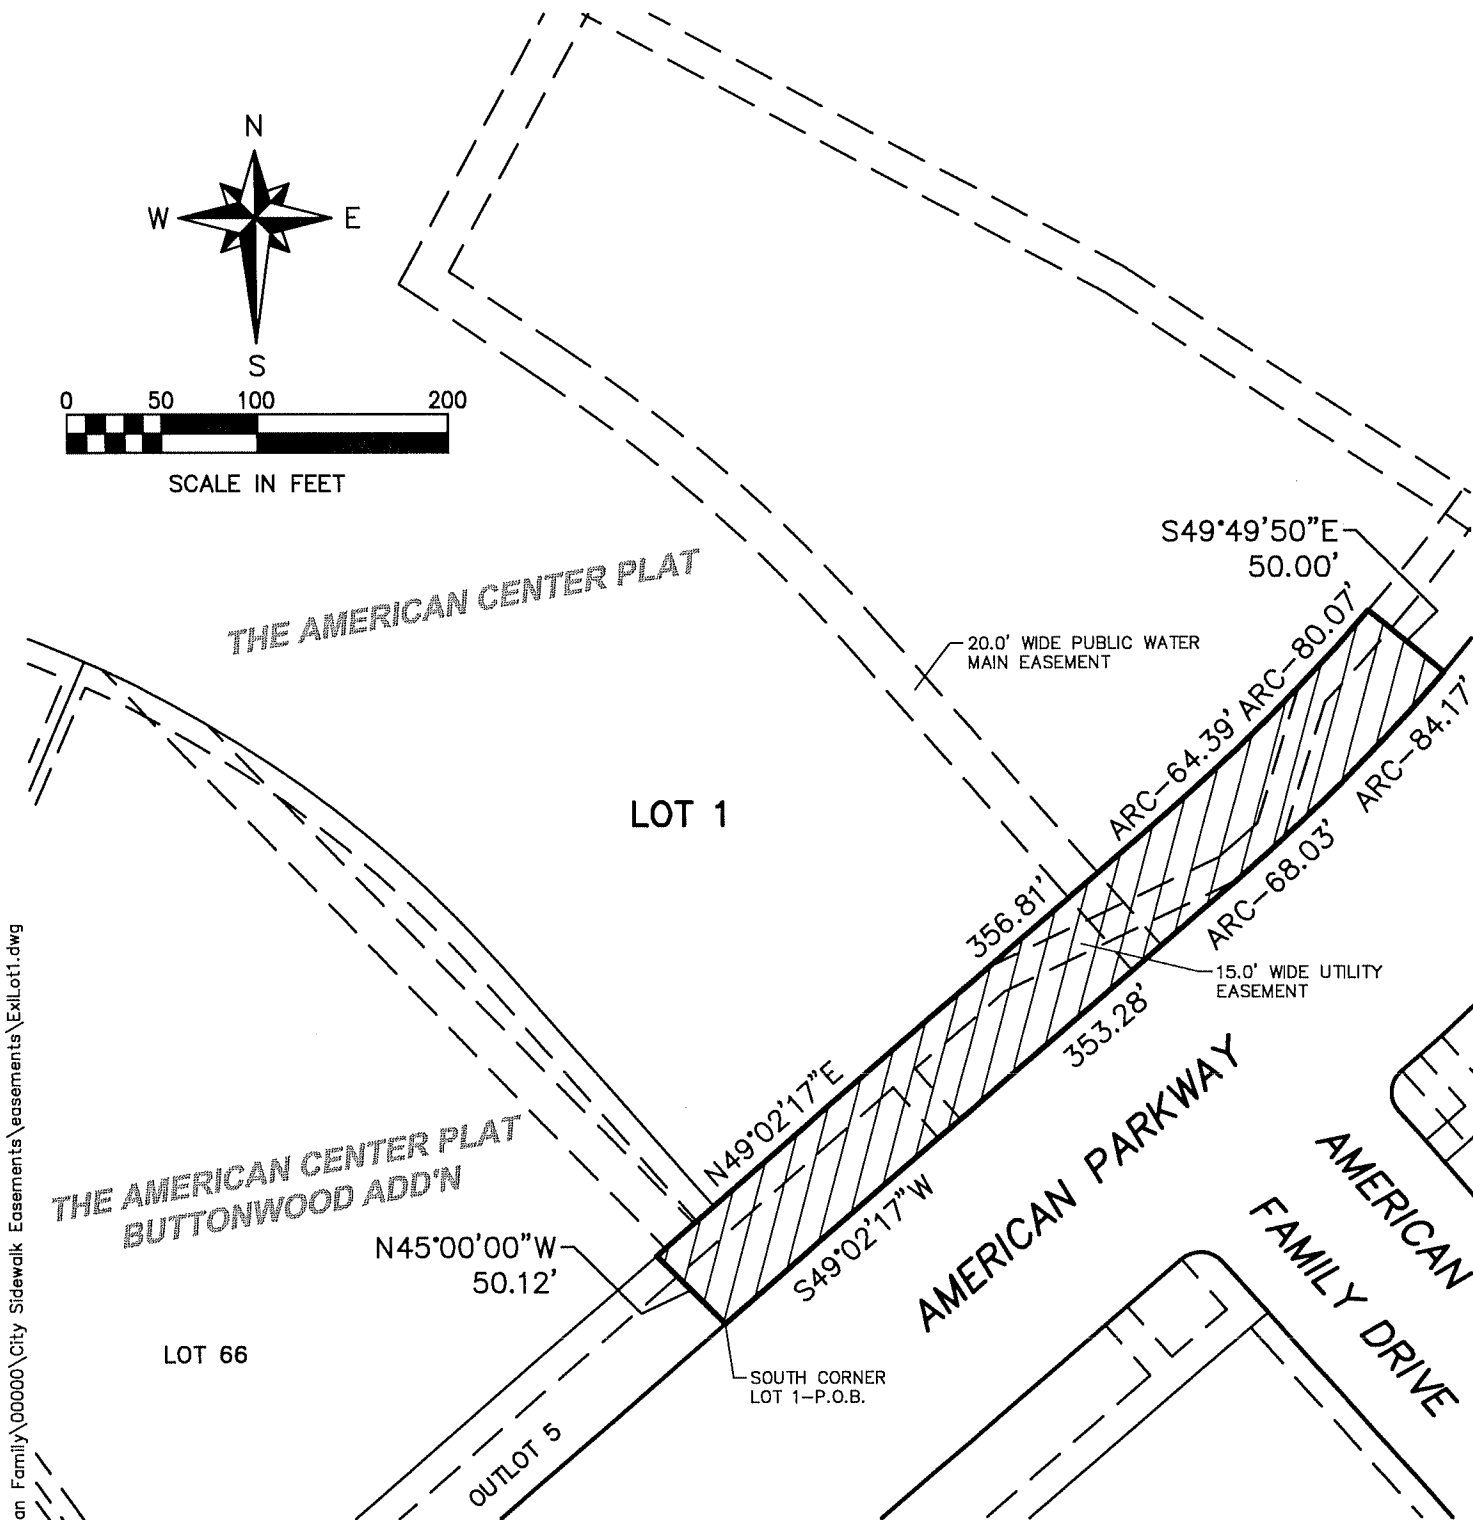 N
W
E
S
0 50 100 200
SCALE IN FEET
S49°49'50"E
50.00'
THE AMERICAN CENTER PLAT
20.0' WIDE PUBLIC WATER
MAIN EASEMENT
ARC-80.07'
ARC-64.39'
ARC-84.17'
LOT 1
ARC-68.03'
356.81'
15.0' WIDE UTILITY
EASEMENT
353.28'
N49°02'17"E
AMERICAN PARKWAY
THE AMERICAN CENTER PLAT
BUTTONWOOD ADD'N
S49°02'17"W
AMERICAN
FAMILY DRIVE
N45°00'00"W
50.12'
LOT 66
SOUTH CORNER
LOT 1-P.O.B.
OUTLOT 5
an Family\00000\City Sidewalk Easements\easements\ExLot1.dwg